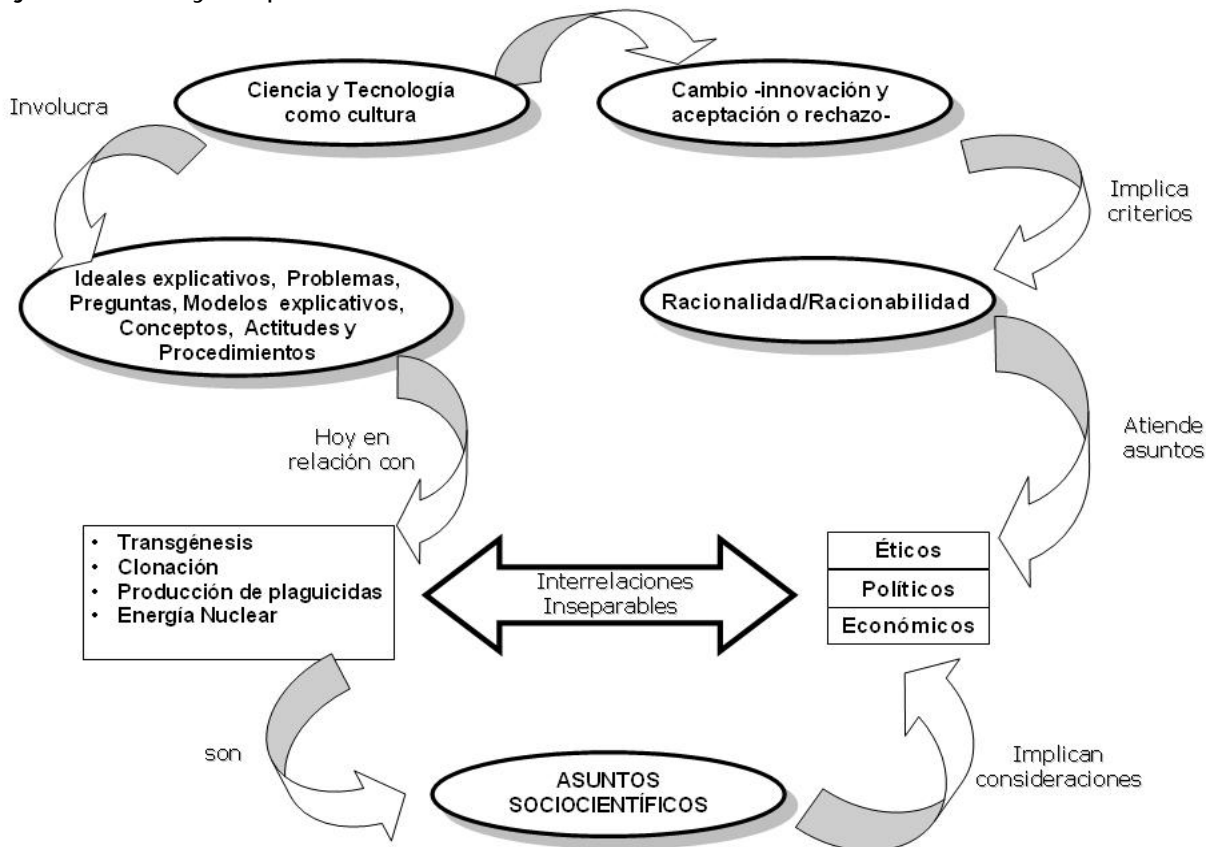 Ciencia y Tecnología
como cultura
Cambio -innovación y
aceptación o rechazo-
Involucra
Implica
criterios
Ideales explicativos, Problemas,
Preguntas, Modelos explicativos,
Conceptos, Actitudes y
Procedimientos
Racionalidad/Racionabilidad
Hoy en
relación con
Atiende
asuntos
• Transgénesis
• Clonación
• Producción de plaguicidas
• Energía Nuclear
Interrelaciones
Inseparables
Éticos
Políticos
Económicos
son
ASUNTOS
SOCIOCIENTÍFICOS
Implican
consideraciones